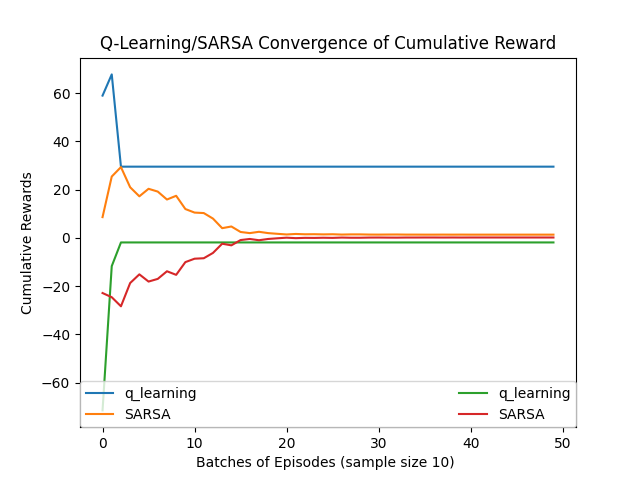 Q-Learning/SARSA Convergence of Cumulative Reward
60
40
20
0
−20
−40
−60
Cumulative Rewards
q_learning
SARSA
q_learning
SARSA
0 10 20 30 40 50
Batches of Episodes (sample size 10)